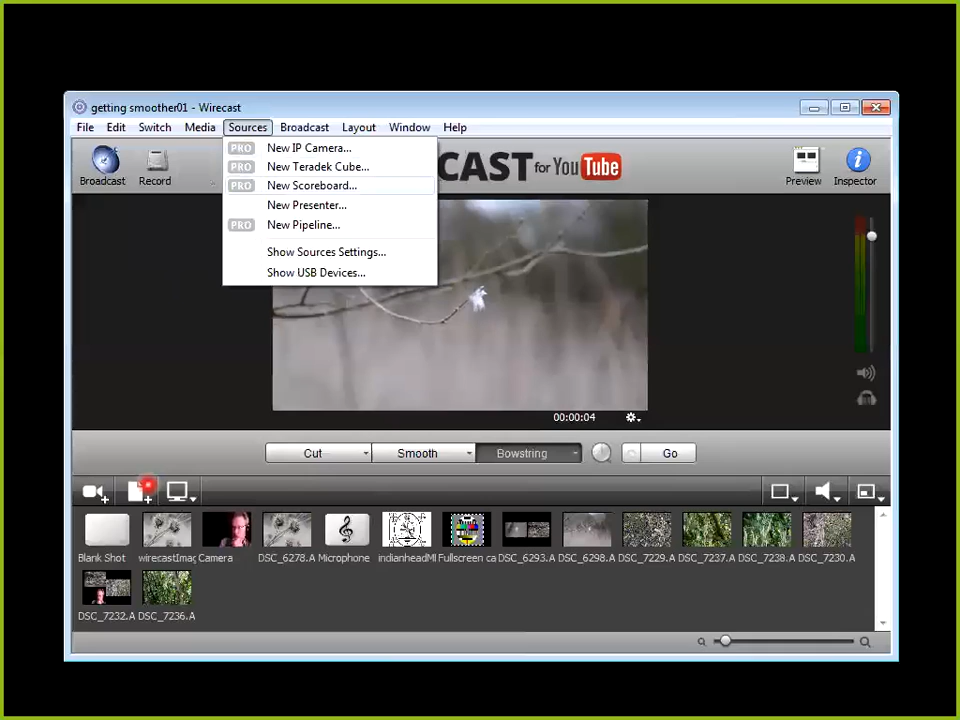 getting smoother01 - Wirecast
File Edit Switch Media Sources Broadcast Layout Window Help
PRO New IP Camera...
PRO New Teradek Cube...
PRO New Scoreboard...
New Presenter...
PRO New Pipeline...
Show Sources Settings...
Show USB Devices...
Broadcast Record
CAST for YouTube
Preview Inspector
00:00:04
Cut Smooth Bowstring Go
Blank Shot wirecastImag Camera DSC_6278.A Microphone indianheadMI Fullscreen ca DSC_6293.A DSC_6298.A DSC_7229.A DSC_7237.A DSC_7238.A DSC_7230.A
DSC_7232.A DSC_7236.A